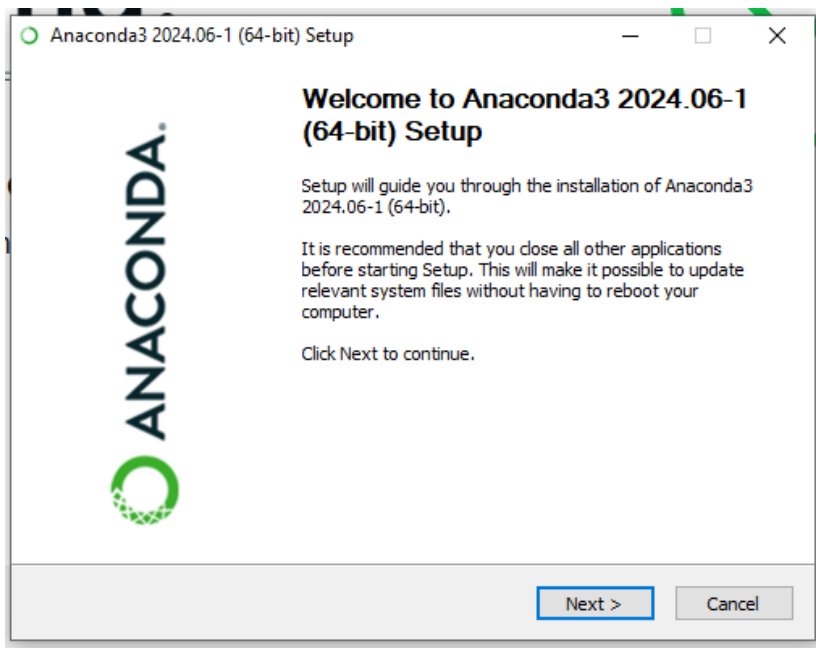 Anaconda3 2024.06-1 (64-bit) Setup
Welcome to Anaconda3 2024.06-1
(64-bit) Setup
Setup will guide you through the installation of Anaconda3
2024.06-1 (64-bit).
It is recommended that you close all other applications
before starting Setup. This will make it possible to update
relevant system files without having to reboot your
computer.
Click Next to continue.
ANACONDA.
Next >
Cancel